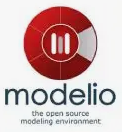 modelio
the open source
modeling environment